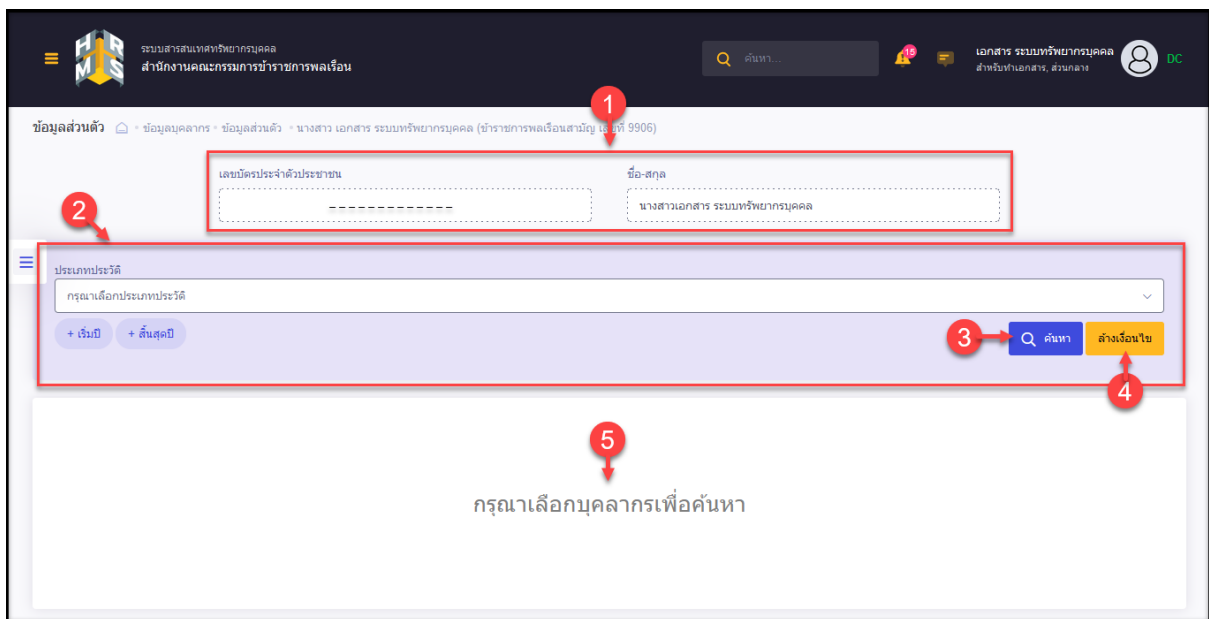 HR
MS
ระบบสารสนเทศทรัพยากรบุคคล
สำนักงานคณะกรรมการข้าราชการพลเรือน
ค้นหา...
15
เอกสาร ระบบทรัพยากรบุคคล
สำหรับทำเอกสาร, ส่วนกลาง
DC
ข้อมูลส่วนตัว ข้อมูลบุคลากร ข้อมูลส่วนตัว นางสาว เอกสาร ระบบทรัพยากรบุคคล (ข้าราชการพลเรือนสามัญ เลขที่ 9906)
1
เลขบัตรประจำตัวประชาชน
ชื่อ-สกุล
_____________
นางสาวเอกสาร ระบบทรัพยากรบุคคล
2
ประเภทประวัติ
กรุณาเลือกประเภทประวัติ
+ เริ่มปี
+ สิ้นสุดปี
3
ค้นหา
ล้างเงื่อนไข
4
5
กรุณาเลือกบุคลากรเพื่อค้นหา